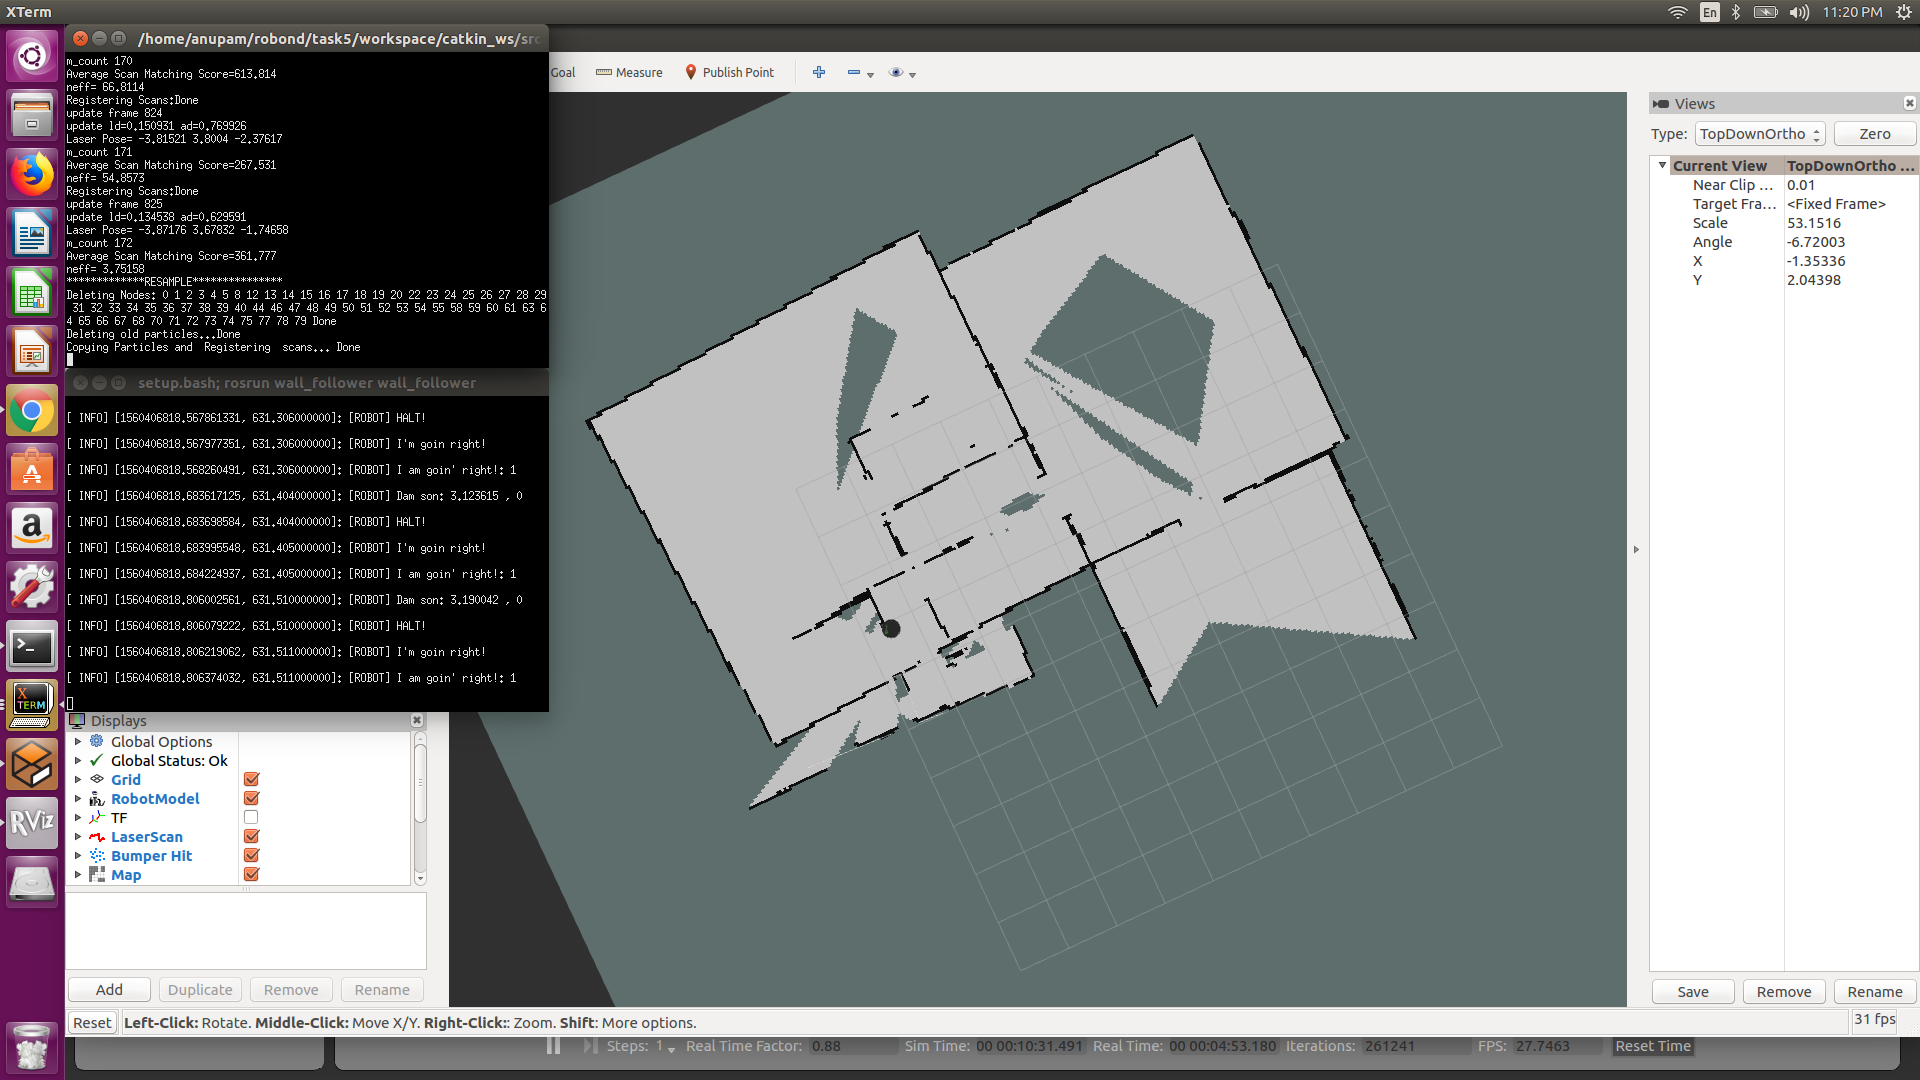 XTerm
En
11:20 PM
/home/anupam/robond/task5/workspace/catkin_ws/src
m_count 170
Average Scan Matching Score=613.814
neff= 66.8114
Registering Scans:Done
update frame 824
update ld=0.150931 ad=0.769926
Laser Pose= -3.81521 3.8004 -2.37617
m_count 171
Average Scan Matching Score=267.531
neff= 54.8573
Registering Scans:Done
update frame 825
update ld=0.134538 ad=0.629591
Laser Pose= -3.87176 3.67832 -1.74658
m_count 172
Average Scan Matching Score=361.777
neff= 3.75158
*************RESAMPLE***************
Deleting Nodes: 0 1 2 3 4 5 8 12 13 14 15 16 17 18 19 20 22 23 24 25 26 27 28 29
31 32 33 34 35 36 37 38 39 40 44 46 47 48 49 50 51 52 53 54 55 58 59 60 61 63 6
4 65 66 67 68 70 71 72 73 74 75 77 78 79 Done
Deleting old particles...Done
Copying Particles and  Registering  scans... Done
setup.bash; rosrun wall_follower wall_follower
[ INFO] [1560406818.567861331, 631.306000000]: [ROBOT] HALT!
[ INFO] [1560406818.567977351, 631.306000000]: [ROBOT] I'm goin right!
[ INFO] [1560406818.568260491, 631.306000000]: [ROBOT] I am goin' right!: 1
[ INFO] [1560406818.683617125, 631.404000000]: [ROBOT] Dam son: 3.123615 , 0
[ INFO] [1560406818.683698584, 631.404000000]: [ROBOT] HALT!
[ INFO] [1560406818.683995548, 631.405000000]: [ROBOT] I'm goin right!
[ INFO] [1560406818.684224937, 631.405000000]: [ROBOT] I am goin' right!: 1
[ INFO] [1560406818.806002561, 631.510000000]: [ROBOT] Dam son: 3.190042 , 0
[ INFO] [1560406818.806079222, 631.510000000]: [ROBOT] HALT!
[ INFO] [1560406818.806219062, 631.511000000]: [ROBOT] I'm goin right!
[ INFO] [1560406818.806374032, 631.511000000]: [ROBOT] I am goin' right!: 1
Goal
Measure
Publish Point
Displays
Global Options
Global Status: Ok
Grid
RobotModel
TF
LaserScan
Bumper Hit
Map
Add
Duplicate
Remove
Rename
Views
Type: TopDownOrtho
Zero
Current View TopDownOrtho ...
Near Clip ... 0.01
Target Fra... <Fixed Frame>
Scale 53.1516
Angle -6.72003
X -1.35336
Y 2.04398
Save
Remove
Rename
Reset
Left-Click: Rotate. Middle-Click: Move X/Y. Right-Click:: Zoom. Shift: More options.
31 fps
Steps: 1
Real Time Factor: 0.88
Sim Time: 00 00:10:31.491
Real Time: 00 00:04:53.180
Iterations: 261241
FPS: 27.7463
Reset Time
X
TERM
RViz